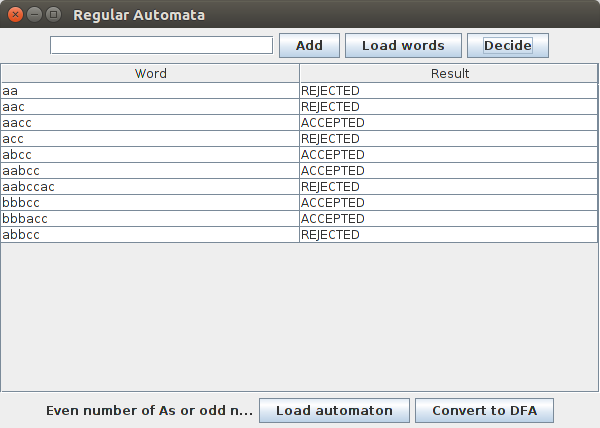 Regular Automata
Add Load words Decide
Word Result
aa REJECTED
aac REJECTED
aacc ACCEPTED
acc REJECTED
abcc ACCEPTED
aabcc ACCEPTED
aabccac REJECTED
bbbcc ACCEPTED
bbbacc ACCEPTED
abbcc REJECTED
Even number of As or odd n... Load automaton Convert to DFA